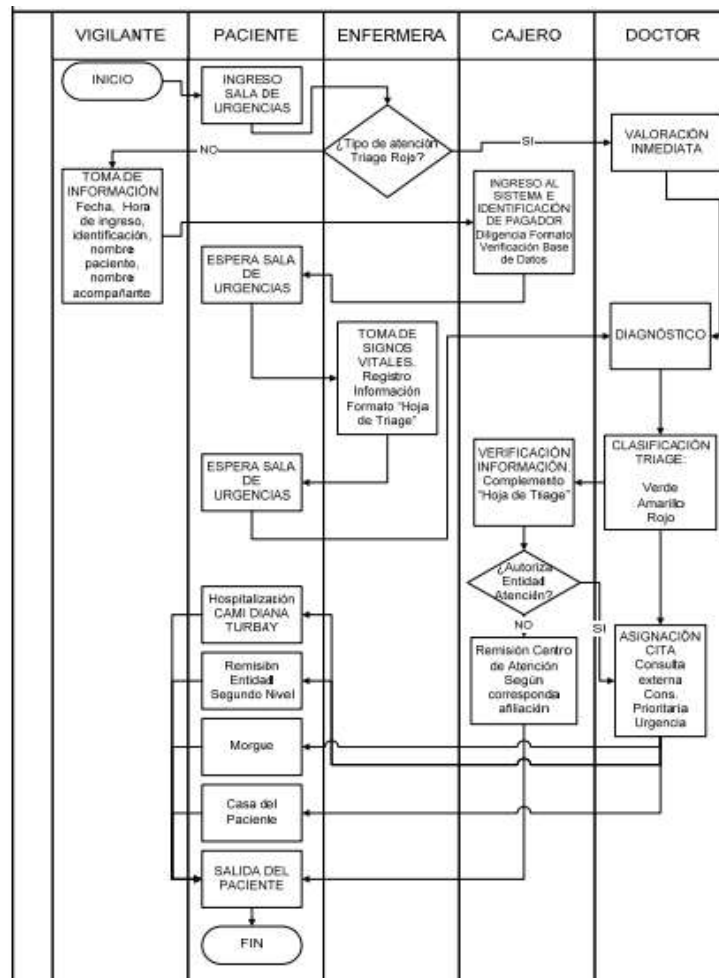 VIGILANTE
PACIENTE
ENFERMERA
CAJERO
DOCTOR
INICIO
INGRESO
SALA DE
URGENCIAS
¿Tipo de atención
Triage Rojo?
NO
SI
VALORACIÓN
INMEDIATA
TOMA DE
INFORMACIÓN
Fecha, Hora
de ingreso,
identificación,
nombre
paciente,
nombre
acompañante
INGRESO AL
SISTEMA E
IDENTIFICACIÓN
DE PAGADOR
Diligencia Formato
Verificación Base
de Datos
ESPERA SALA
DE
URGENCIAS
TOMA DE
SIGNOS
VITALES.
Registro
Información
Formato "Hoja
de Triage"
DIAGNÓSTICO
ESPERA SALA
DE
URGENCIAS
VERIFICACIÓN
INFORMACIÓN.
Complemento
"Hoja de Triage"
CLASIFICACIÓN
TRIAGE:
Verde
Amarillo
Rojo
¿Autoriza
Entidad
Atención?
NO
SI
Hospitalización
CAMI DIANA
TURBAY
Remisión
Entidad
Segundo Nivel
Remisión Centro
de Atención
Según
corresponda
afiliación
ASIGNACIÓN
CITA
Consulta
externa
Cons.
Prioritaria
Urgencia
Morgue
Casa del
Paciente
SALIDA DEL
PACIENTE
FIN